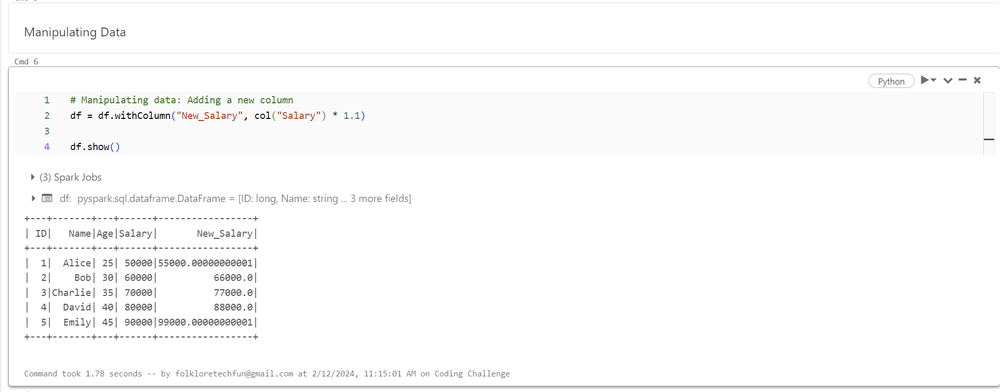 Manipulating Data
Cmd 6
Python
1 # Manipulating data: Adding a new column
2 df = df.withColumn("New_Salary", col("Salary") * 1.1)
3
4 df.show()
(3) Spark Jobs
df: pyspark.sql.dataframe.DataFrame = [ID: long, Name: string ... 3 more fields]
+---+-------+---+------+-----------------+
| ID|   Name|Age|Salary|       New_Salary|
+---+-------+---+------+-----------------+
|  1|  Alice| 25| 50000|55000.00000000001|
|  2|    Bob| 30| 60000|          66000.0|
|  3|Charlie| 35| 70000|          77000.0|
|  4|  David| 40| 80000|          88000.0|
|  5|  Emily| 45| 90000|99000.00000000001|
+---+-------+---+------+-----------------+
Command took 1.78 seconds -- by folkloretechfun@gmail.com at 2/12/2024, 11:15:01 AM on Coding Challenge